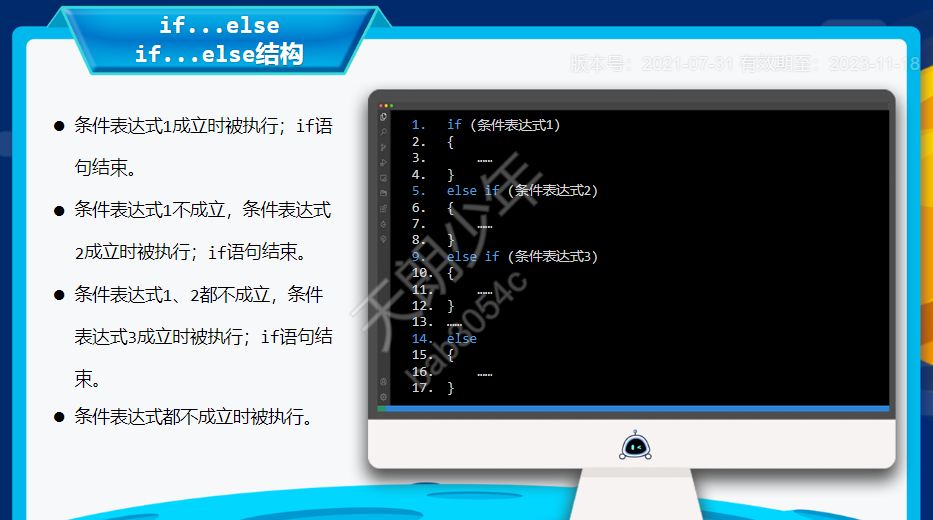 if...else
if...else结构
版本号：2021-07-31 有效期至：2023-11-18
● 条件表达式1成立时被执行；if语
句结束。
● 条件表达式1不成立，条件表达式
2成立时被执行；if语句结束。
● 条件表达式1、2都不成立，条件
表达式3成立时被执行；if语句结
束。
● 条件表达式都不成立时被执行。
1. if (条件表达式1)
2. {
3. ……
4. }
5. else if (条件表达式2)
6. {
7. ……
8. }
9. else if (条件表达式3)
10. {
11. ……
12. }
13. ……
14. else
15. {
16. ……
17. }
天朗少年